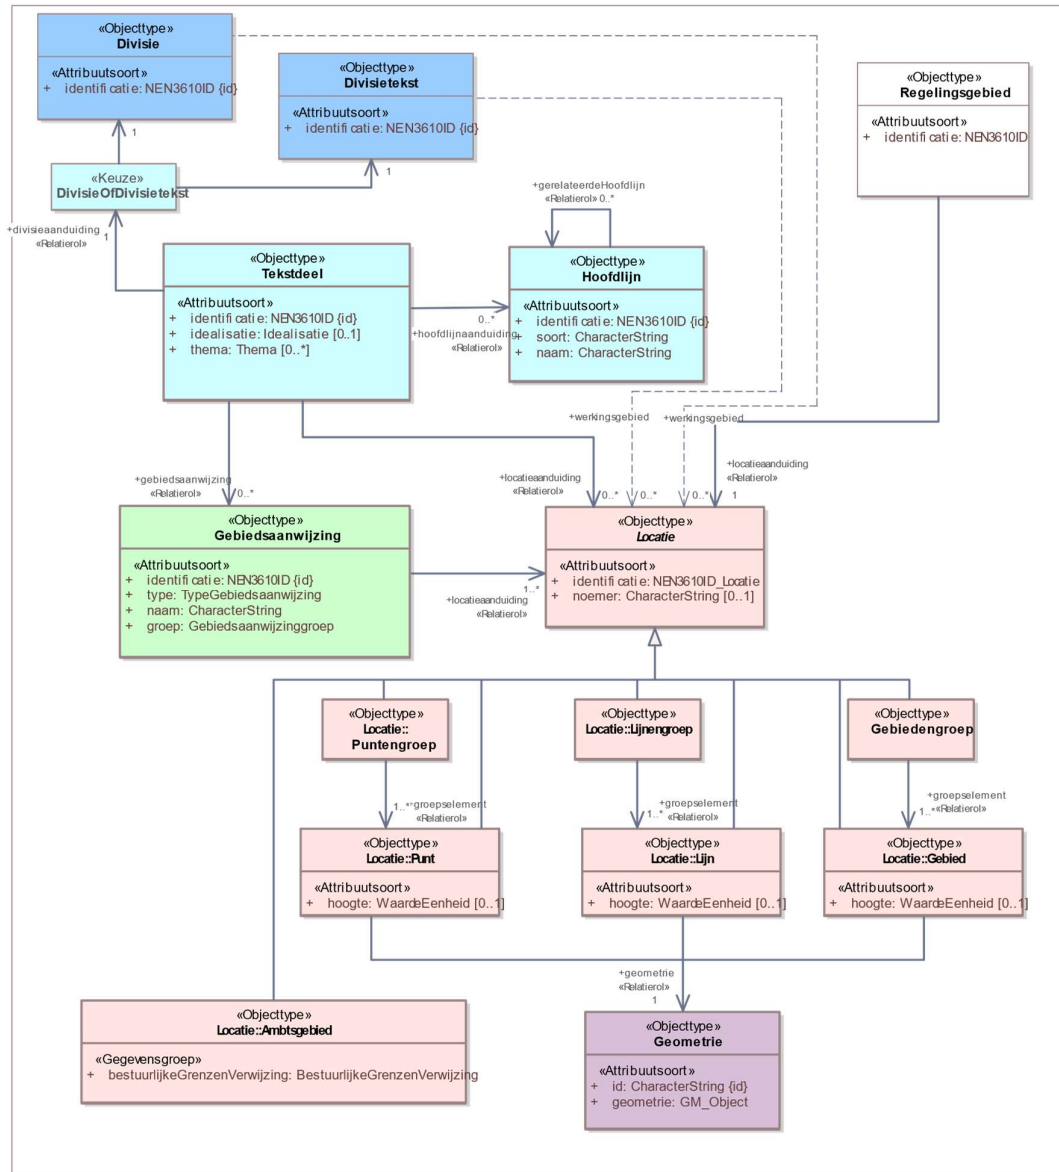 «Objecttype»
Divisie
«Attribuutsoort»
+ identificatie: NEN3610ID {id}
«Objecttype»
Divisietekst
«Attribuutsoort»
+ identificatie: NEN3610ID {id}
«Objecttype»
Regelingsgebied
«Attribuutsoort»
+ identificatie: NEN3610ID
1
1
«Keuze»
DivisieOfDivisietekst
+divisieaanduiding
«Relatierol»
1
+gerelateerdeHoofdlijn
«Relatierol» 0..*
«Objecttype»
Tekstdeel
«Attribuutsoort»
+ identificatie: NEN3610ID {id}
+ idealisatie: Idealisatie [0..1]
+ thema: Thema [0..*]
0..*
+hoofdlijnaanduiding
«Relatierol»
«Objecttype»
Hoofdlijn
«Attribuutsoort»
+ identificatie: NEN3610ID {id}
+ soort: CharacterString
+ naam: CharacterString
+werkingsgebied
+werkingsgebied
+gebiedsaanwijzing
«Relatierol»
0..*
+locatieaanduiding
«Relatierol»
0..*
0..*
0..*
+locatieaanduiding
«Relatierol»
1
«Objecttype»
Gebiedsaanwijzing
«Attribuutsoort»
+ identificatie: NEN3610ID {id}
+ type: TypeGebiedsaanwijzing
+ naam: CharacterString
+ groep: Gebiedsaanwijzinggroep
1..*
+locatieaanduiding
«Relatierol»
«Objecttype»
Locatie
«Attribuutsoort»
+ identificatie: NEN3610ID_Locatie
+ noemer: CharacterString [0..1]
«Objecttype»
Locatie::
Puntengroep
«Objecttype»
Locatie::Lijnengroep
«Objecttype»
Gebiedengroep
1..*
+groepselement
«Relatierol»
1..*
+groepselement
«Relatierol»
1..*
+groepselement
«Relatierol»
«Objecttype»
Locatie::Punt
«Attribuutsoort»
+ hoogte: WaardeEenheid [0..1]
«Objecttype»
Locatie::Lijn
«Attribuutsoort»
+ hoogte: WaardeEenheid [0..1]
«Objecttype»
Locatie::Gebied
«Attribuutsoort»
+ hoogte: WaardeEenheid [0..1]
+geometrie
«Relatierol»
1
«Objecttype»
Locatie::Ambtsgebied
«Gegevensgroep»
+ bestuurlijkeGrenzenVerwijzing: BestuurlijkeGrenzenVerwijzing
«Objecttype»
Geometrie
«Attribuutsoort»
+ id: CharacterString {id}
+ geometrie: GM_Object